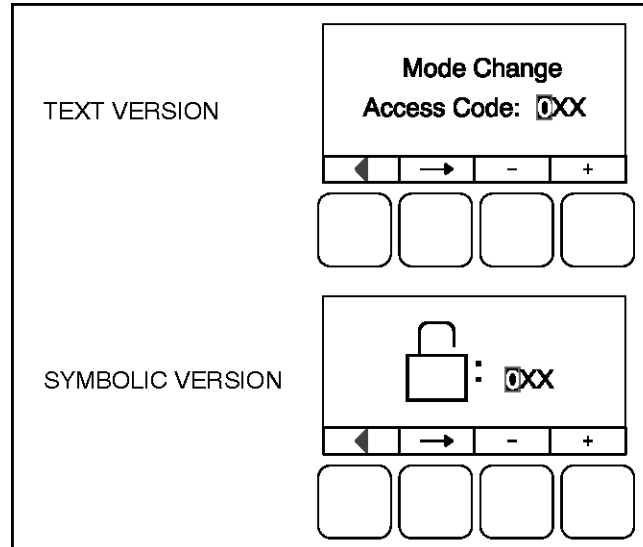 TEXT VERSION
Mode Change
Access Code: 0XX
- +
SYMBOLIC VERSION
: 0XX
- +